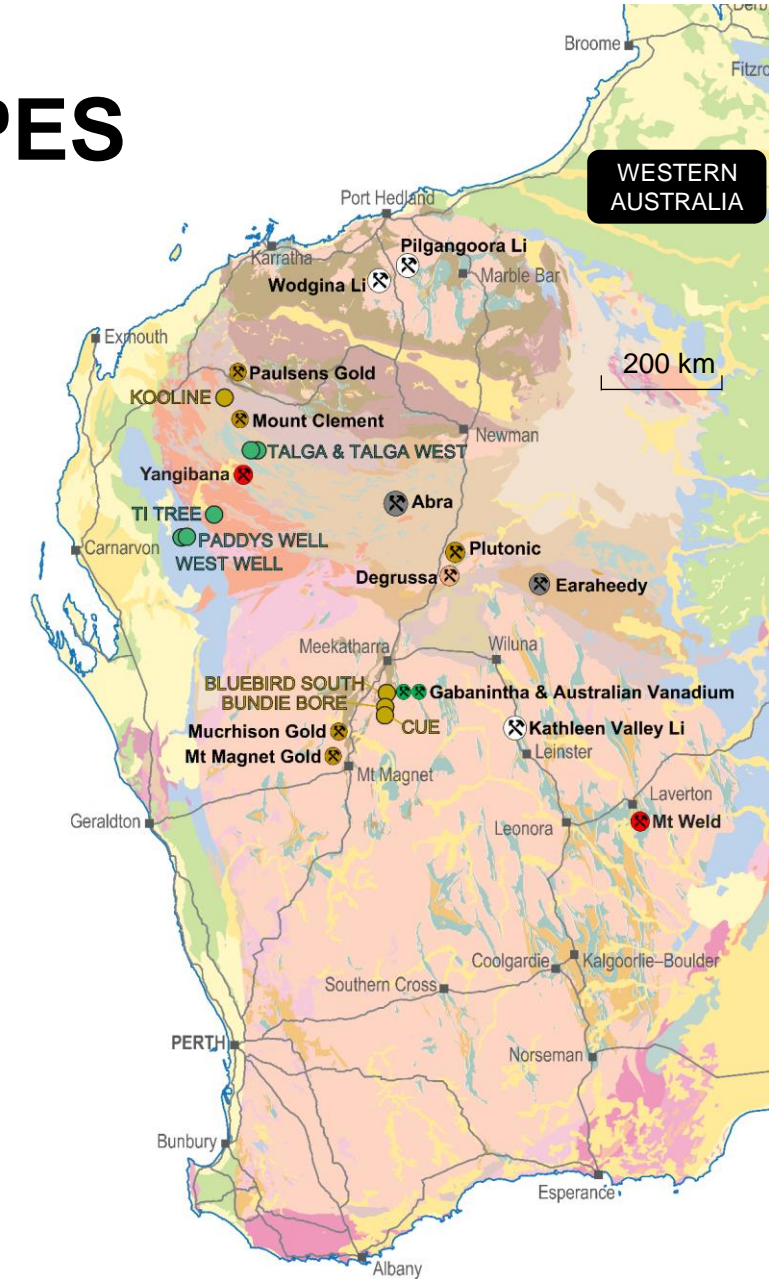 PES
Broome
Derb
Fitzro
WESTERN
AUSTRALIA
Port Hedland
Pilgangoora Li
Karratha
Wodgina Li
Marble Bar
Exmouth
200 km
Paulsens Gold
KOOLINE
Mount Clement
Newman
TALGA & TALGA WEST
Yangibana
Abra
TI TREE
PADDYS WELL
Carnarvon
WEST WELL
Plutonic
Degrussa
Earaheedy
Meekatharra
Wiluna
BLUEBIRD SOUTH
Gabanintha & Australian Vanadium
BUNDIE BORE
CUE
Mucrhison Gold
Kathleen Valley Li
Mt Magnet Gold
Leinster
Mt Magnet
Laverton
Geraldton
Leonora
Mt Weld
Coolgardie
Kalgoorlie–Boulder
Southern Cross
PERTH
Norseman
Bunbury
Esperance
Albany